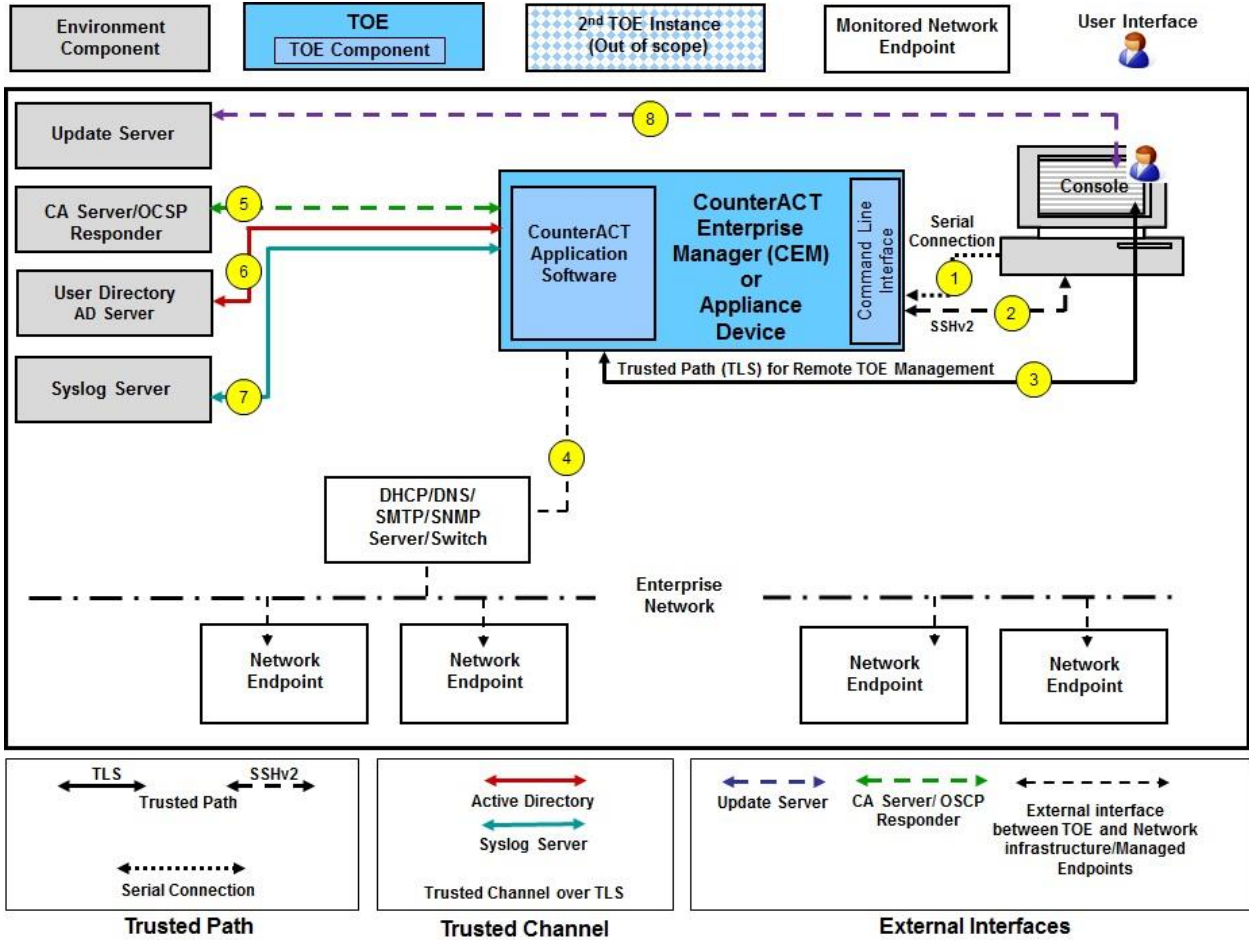 Environment
Component
TOE
TOE Component
2nd TOE Instance
(Out of scope)
Monitored Network
Endpoint
User Interface
Update Server
8
Console
CA Server/OCSP
Responder
5
User Directory
AD Server
6
Syslog Server
7
CounterACT
Application
Software
CounterACT
Enterprise
Manager (CEM)
or
Appliance
Device
Command Line
Interface
Serial
Connection
1
2
SSHv2
Trusted Path (TLS) for Remote TOE Management
3
4
DHCP/DNS/
SMTP/SNMP
Server/Switch
Enterprise
Network
Network
Endpoint
Network
Endpoint
Network
Endpoint
Network
Endpoint
TLS
SSHv2
Trusted Path
Serial Connection
Trusted Path
Active Directory
Syslog Server
Trusted Channel over TLS
Trusted Channel
Update Server
CA Server/ OSCP
Responder
External interface
between TOE and Network
infrastructure/Managed
Endpoints
External Interfaces